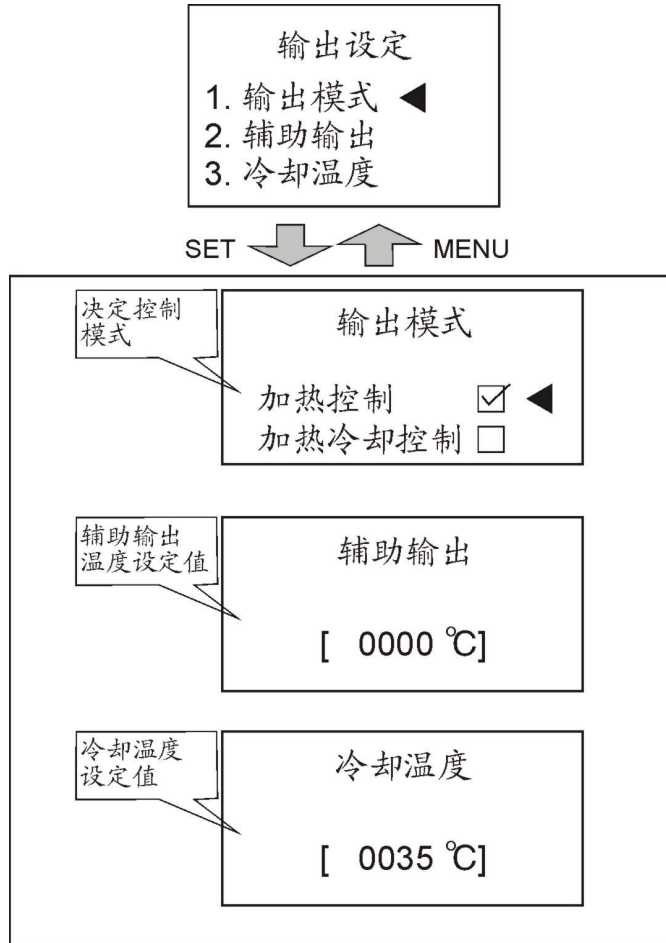 输出设定
1. 输出模式 ◀
2. 辅助输出
3. 冷却温度
SET
MENU
决定控制
模式
输出模式
加热控制 ☑ ◀
加热冷却控制 ☐
辅助输出
温度设定值
辅助输出
[ 0000 ℃]
冷却温度
设定值
冷却温度
[ 0035 ℃]